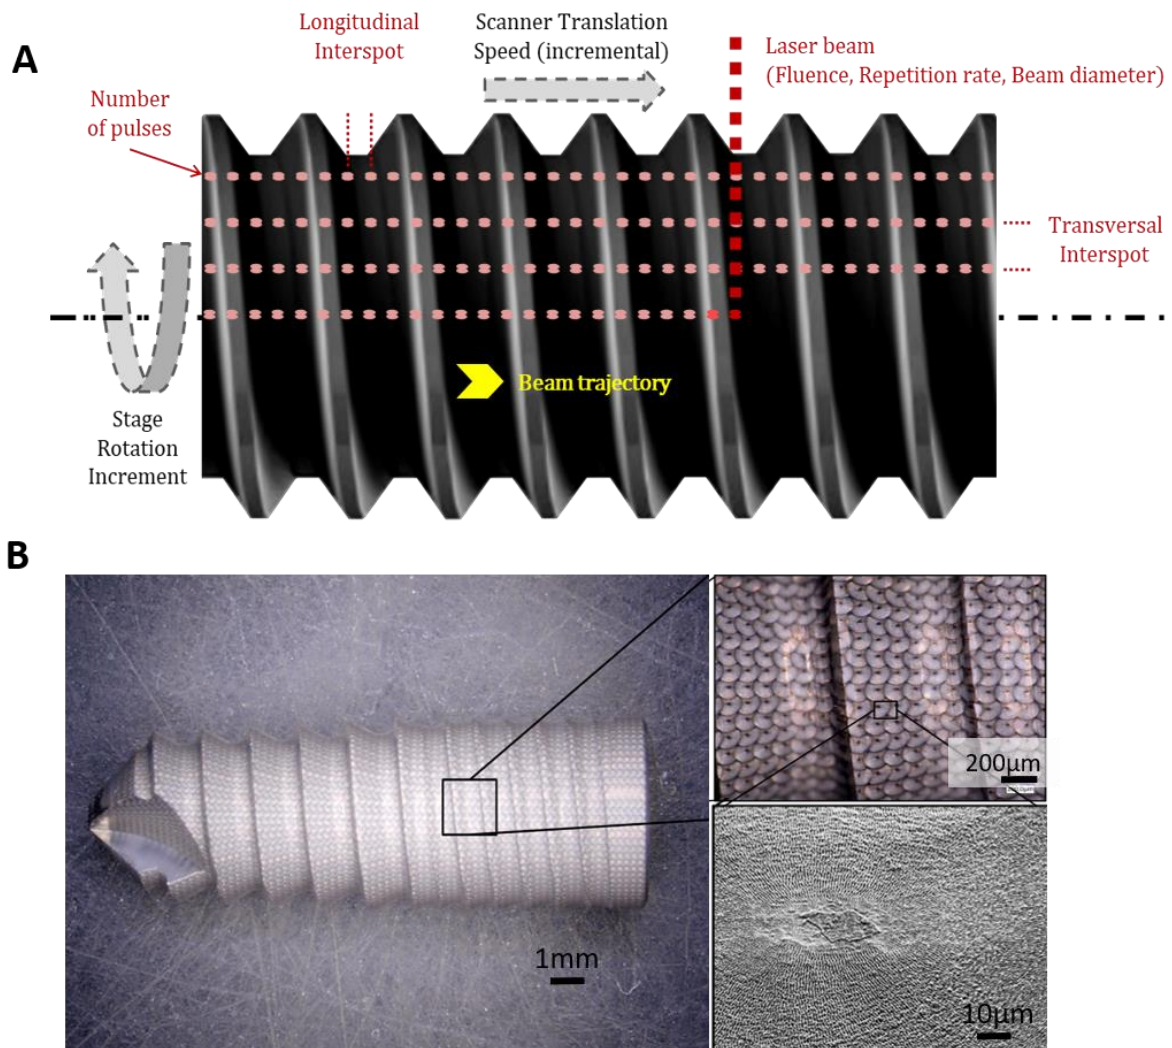 A
Longitudinal
Interspot
Scanner Translation
Speed (incremental)
Laser beam
(Fluence, Repetition rate, Beam diameter)
Number
of pulses
Transversal
Interspot
Beam trajectory
Stage
Rotation
Increment
B
1mm
200µm
10µm